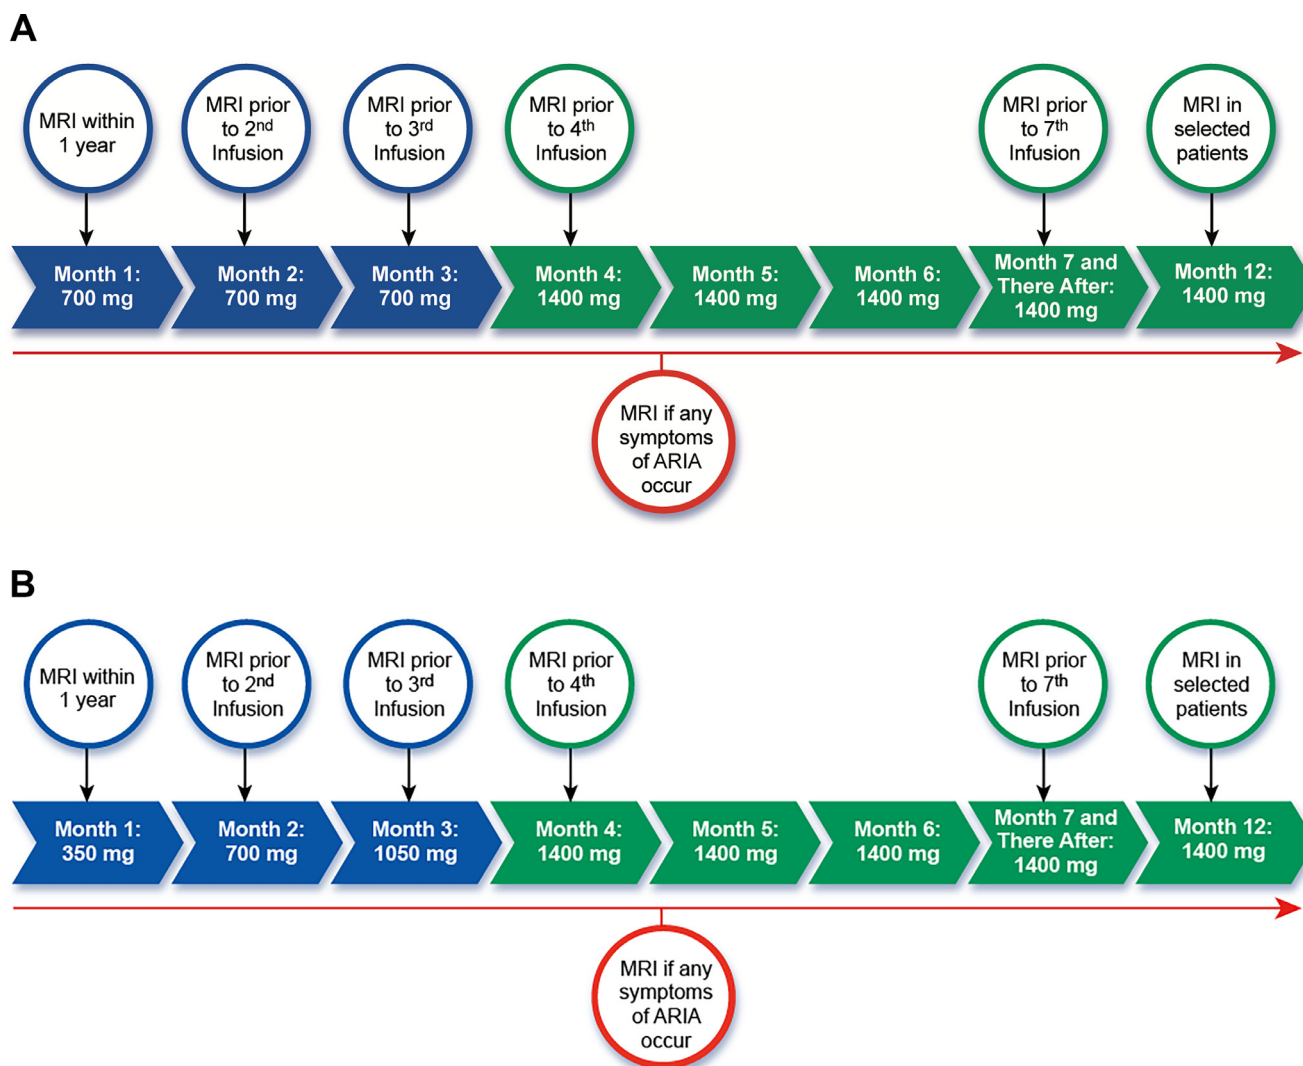 A
MRI within
1 year
MRI prior
to 2nd
Infusion
MRI prior
to 3rd
Infusion
MRI prior
to 4th
Infusion
MRI prior
to 7th
Infusion
MRI in
selected
patients
Month 1:
700 mg
Month 2:
700 mg
Month 3:
700 mg
Month 4:
1400 mg
Month 5:
1400 mg
Month 6:
1400 mg
Month 7 and
There After:
1400 mg
Month 12:
1400 mg
MRI if any
symptoms
of ARIA
occur
B
MRI within
1 year
MRI prior
to 2nd
Infusion
MRI prior
to 3rd
Infusion
MRI prior
to 4th
Infusion
MRI prior
to 7th
Infusion
MRI in
selected
patients
Month 1:
350 mg
Month 2:
700 mg
Month 3:
1050 mg
Month 4:
1400 mg
Month 5:
1400 mg
Month 6:
1400 mg
Month 7 and
There After:
1400 mg
Month 12:
1400 mg
MRI if any
symptoms
of ARIA
occur